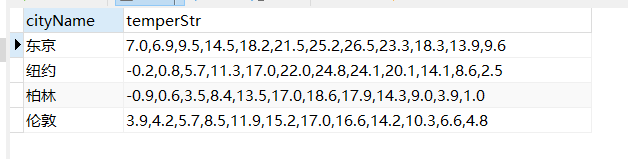 cityName temperStr
东京 7.0,6.9,9.5,14.5,18.2,21.5,25.2,26.5,23.3,18.3,13.9,9.6
纽约 -0.2,0.8,5.7,11.3,17.0,22.0,24.8,24.1,20.1,14.1,8.6,2.5
柏林 -0.9,0.6,3.5,8.4,13.5,17.0,18.6,17.9,14.3,9.0,3.9,1.0
伦敦 3.9,4.2,5.7,8.5,11.9,15.2,17.0,16.6,14.2,10.3,6.6,4.8